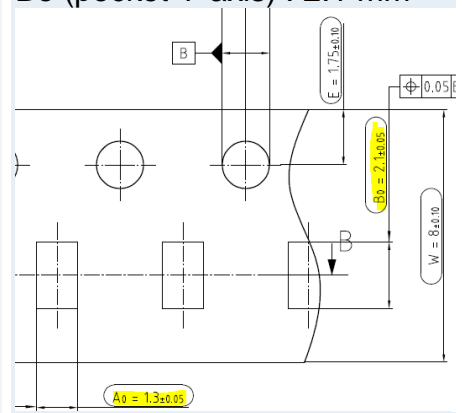 B0 (pocket Y axis) : 2.1 mm
B
E = 1.75±0.10
0.05
B0 = 2.1±0.05
W = 8±0.10
B
A0 = 1.3±0.05